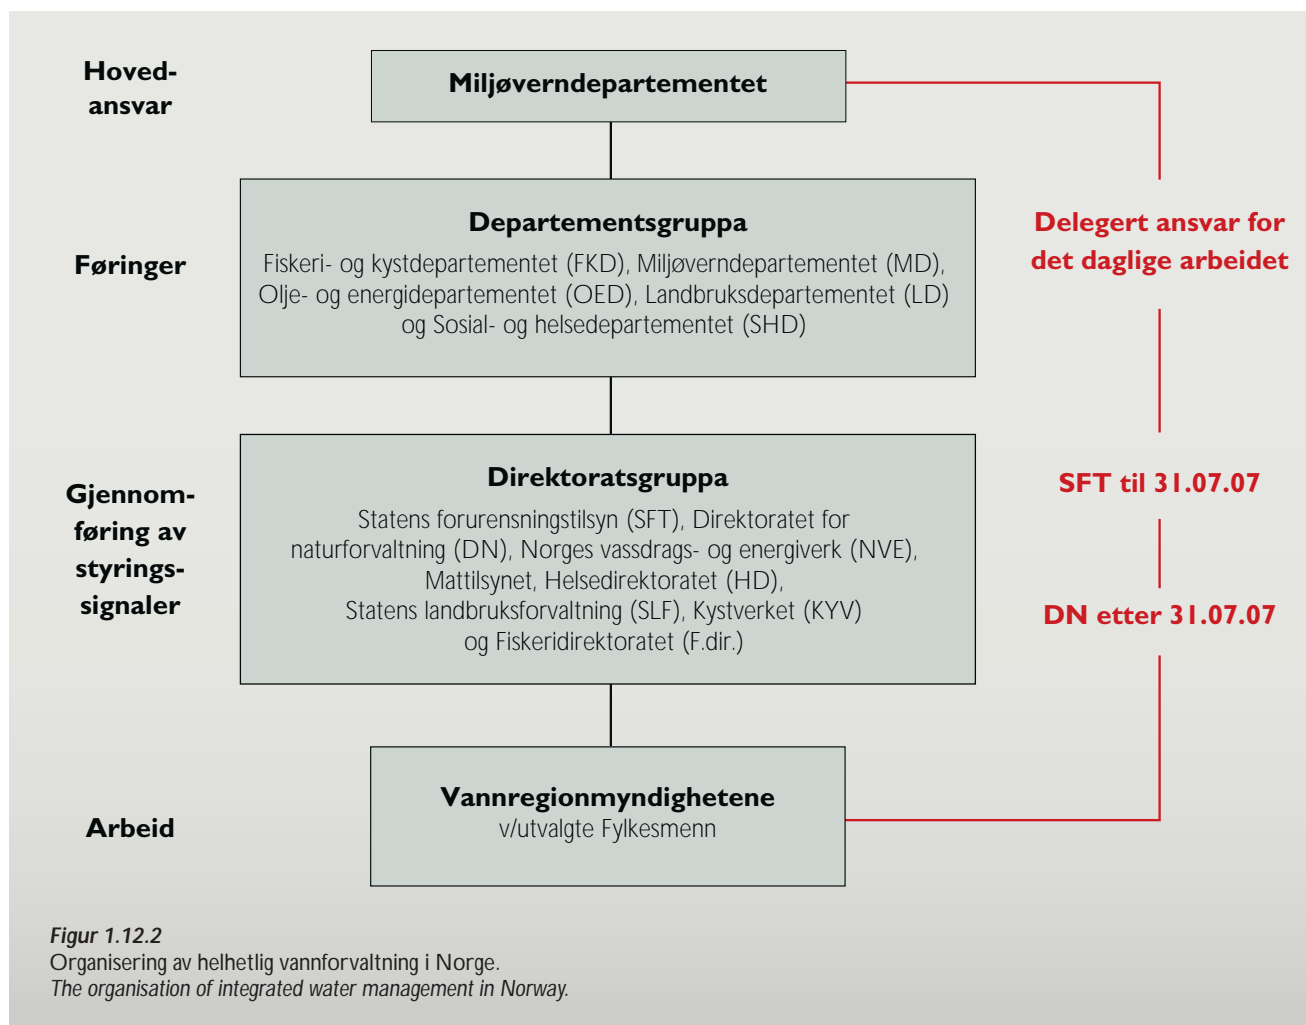 Hoved-
ansvar
Miljøverndepartementet
Føringer
Departementsgruppa
Fiskeri- og kystdepartementet (FKD), Miljøverndepartementet (MD),
Olje- og energidepartementet (OED), Landbruksdepartementet (LD)
og Sosial- og helsedepartementet (SHD)
Delegert ansvar for
det daglige arbeidet
Gjennom-
føring av
styrings-
signaler
Direktoratsgruppa
Statens forurensningstilsyn (SFT), Direktoratet for
naturforvaltning (DN), Norges vassdrags- og energiverk (NVE),
Mattilsynet, Helsedirektoratet (HD),
Statens landbruksforvaltning (SLF), Kystverket (KYV)
og Fiskeridirektoratet (F.dir.)
SFT til 31.07.07
DN etter 31.07.07
Arbeid
Vannregionmyndighetene
v/utvalgte Fylkesmenn
Figur 1.12.2
Organisering av helhetlig vannforvaltning i Norge.
The organisation of integrated water management in Norway.